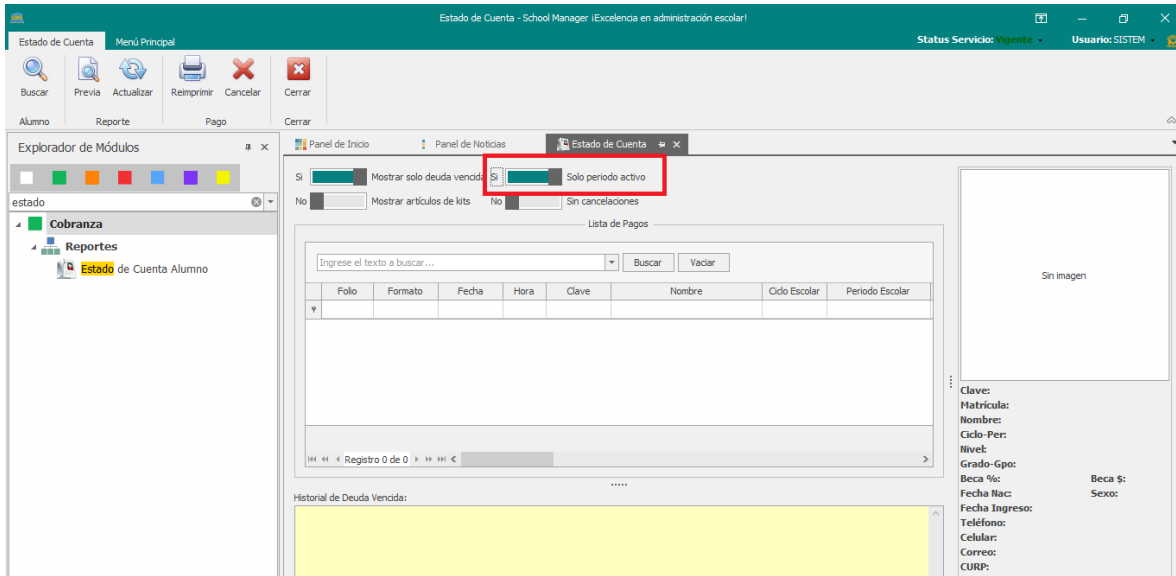 Estado de Cuenta - School Manager ¡Excelencia en administración escolar!
Estado de Cuenta Menú Principal Status Servicio: Vigente Usuario: SISTEM
Buscar Previa Actualizar Reimprimir Cancelar Cerrar
Alumno Reporte Pago Cerrar
Explorador de Módulos
Panel de Inicio Panel de Noticias Estado de Cuenta
Si Mostrar solo deuda vencida Si Solo periodo activo
estado
No Mostrar artículos de kits No Sin cancelaciones
Cobranza
Reportes
Estado de Cuenta Alumno
Lista de Pagos
Ingrese el texto a buscar... Buscar Vaciar
Folio Formato Fecha Hora Clave Nombre Ciclo Escolar Periodo Escolar
Registro 0 de 0
Historial de Deuda Vencida:
Sin imagen
Clave:
Matrícula:
Nombre:
Ciclo-Per:
Nivel:
Grado-Gpo:
Beca %: Beca $:
Fecha Nac: Sexo:
Fecha Ingreso:
Teléfono:
Celular:
Correo:
CURP: